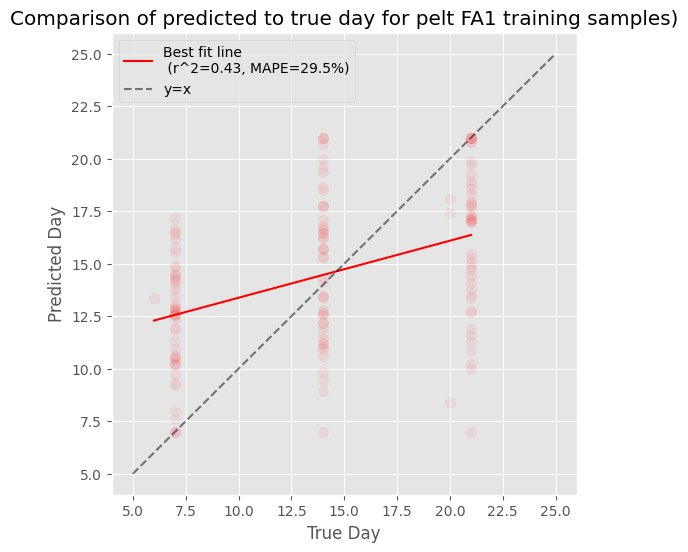 Comparison of predicted to true day for pelt FA1 training samples)
Best fit line
(r^2=0.43, MAPE=29.5%)
y=x
25.0
22.5
20.0
17.5
15.0
12.5
10.0
7.5
5.0
Predicted Day
5.0 7.5 10.0 12.5 15.0 17.5 20.0 22.5 25.0
True Day